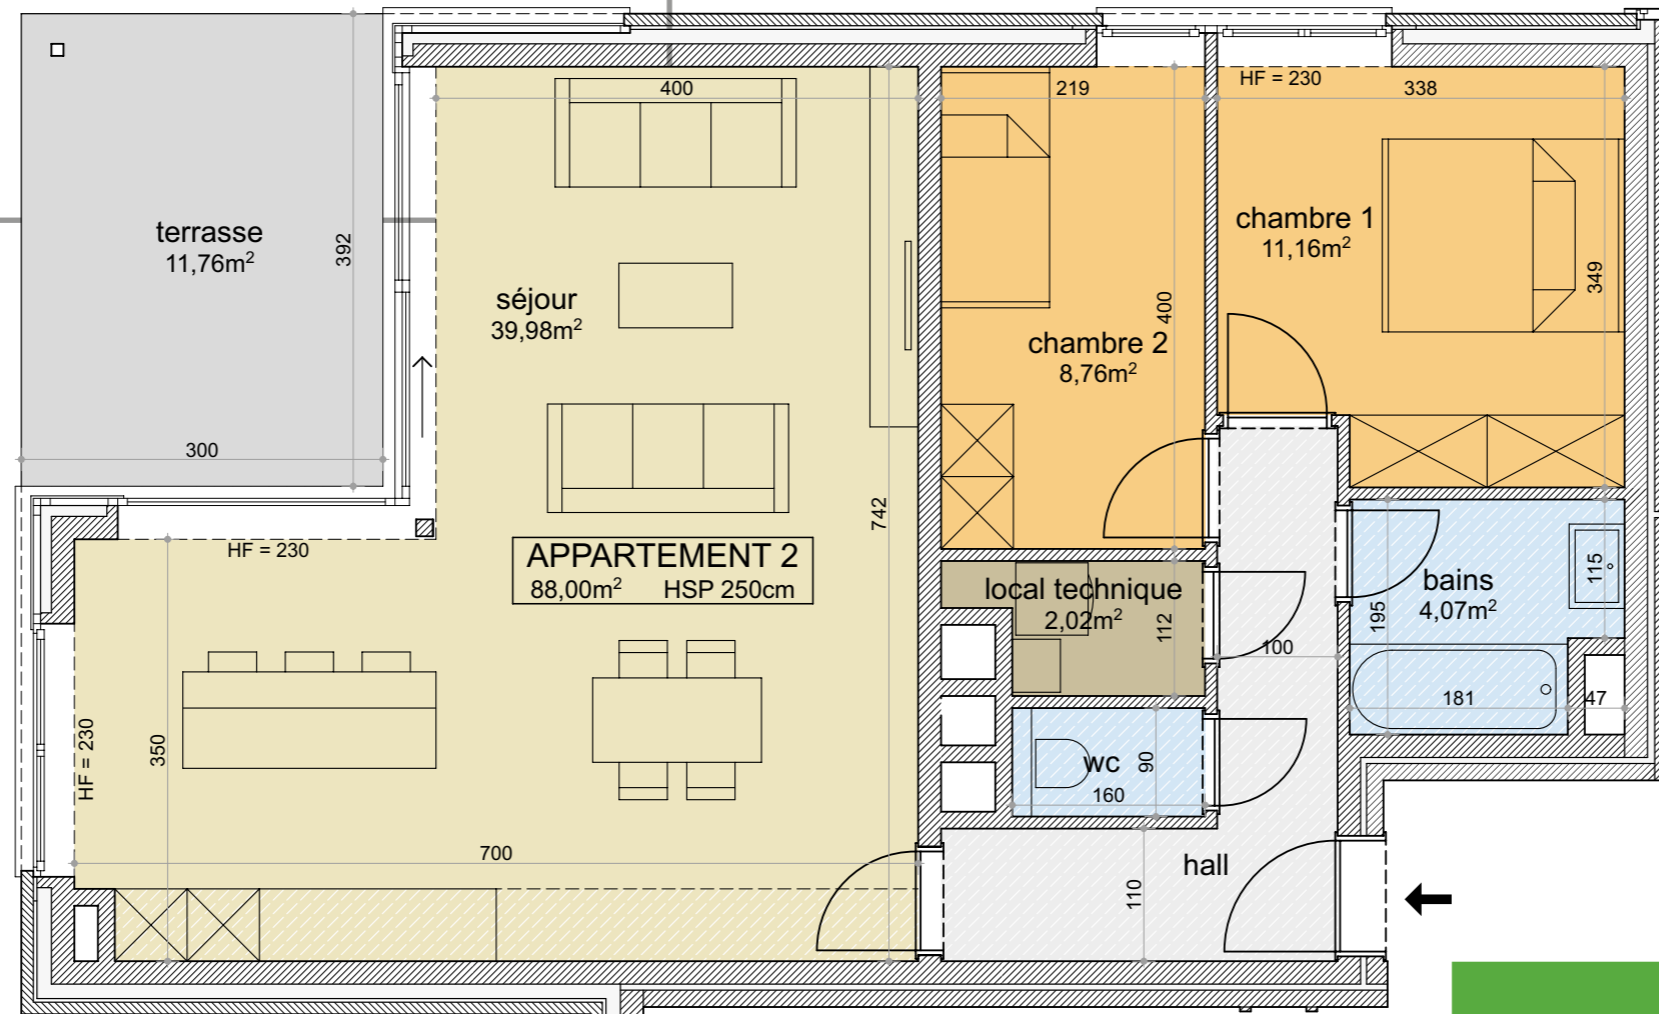 392
400
219
HF = 230
338
terrasse
11,76m²
chambre 1
11,16m²
349
séjour
39,98m²
400
chambre 2
8,76m²
300
742
HF = 230
APPARTEMENT 2
88,00m² HSP 250cm
local technique
2,02m²
112
100
bains
4,07m²
115
195
181
47
HF = 230
350
wc
90
160
700
hall
110